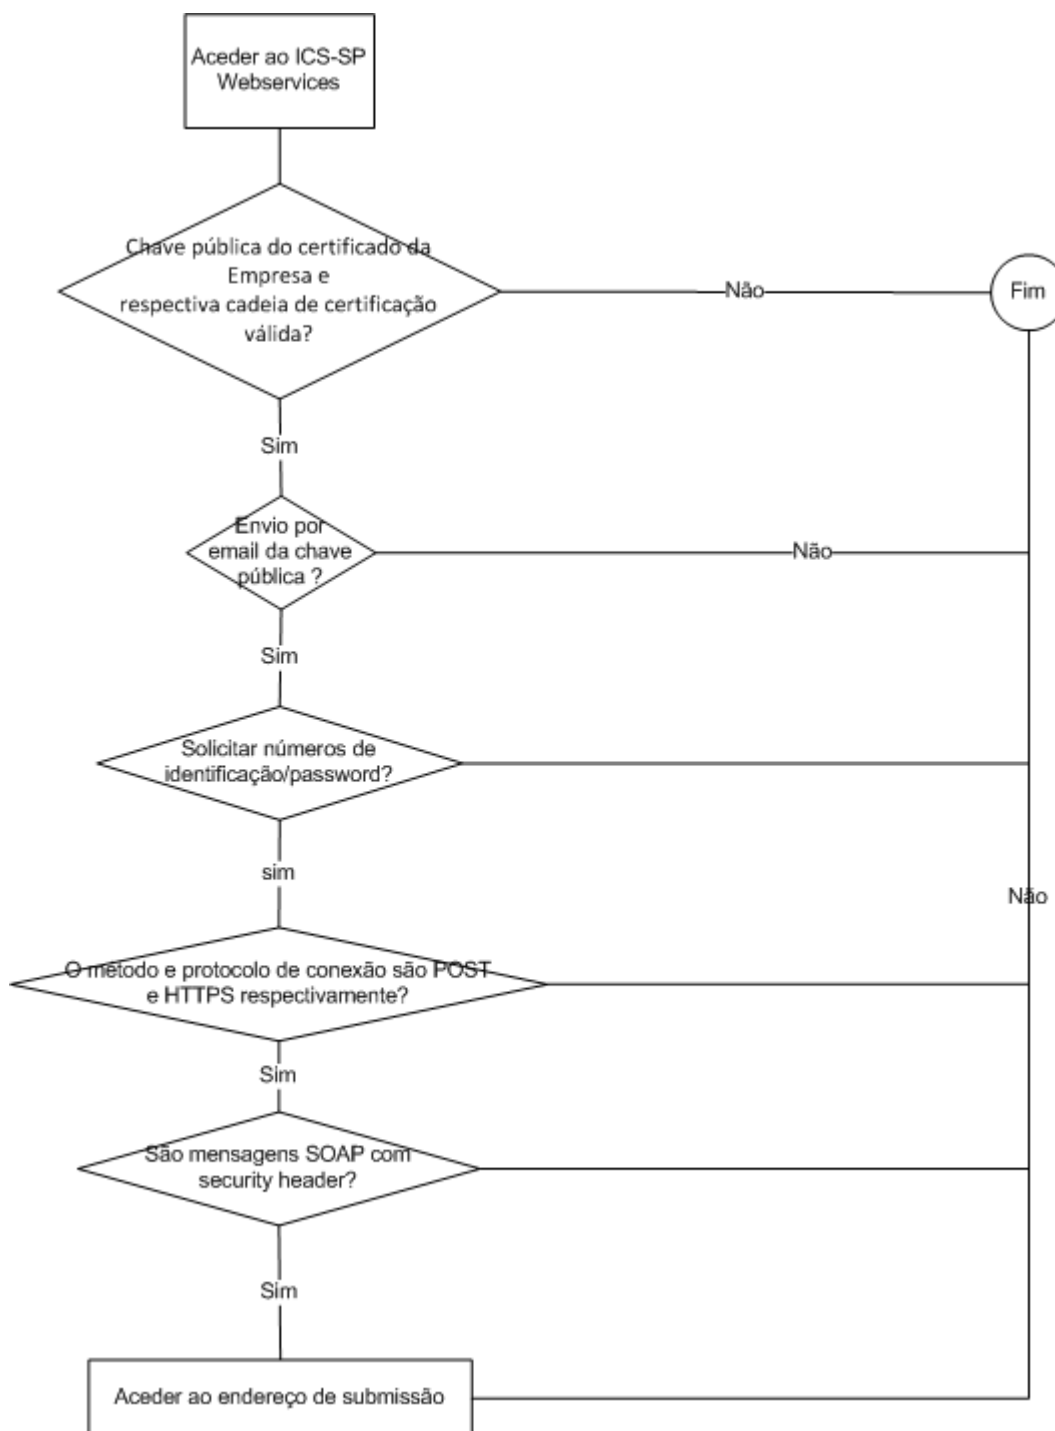 Aceder ao ICS-SP
Webservices
Chave pública do certificado da
Empresa e
respectiva cadeia de certificação
válida?
Não
Fim
Sim
Envio por
email da chave
pública ?
Não
Sim
Solicitar números de
identificação/password?
sim
Não
O método e protocolo de conexão são POST
e HTTPS respectivamente?
Sim
São mensagens SOAP com
security header?
Sim
Aceder ao endereço de submissão